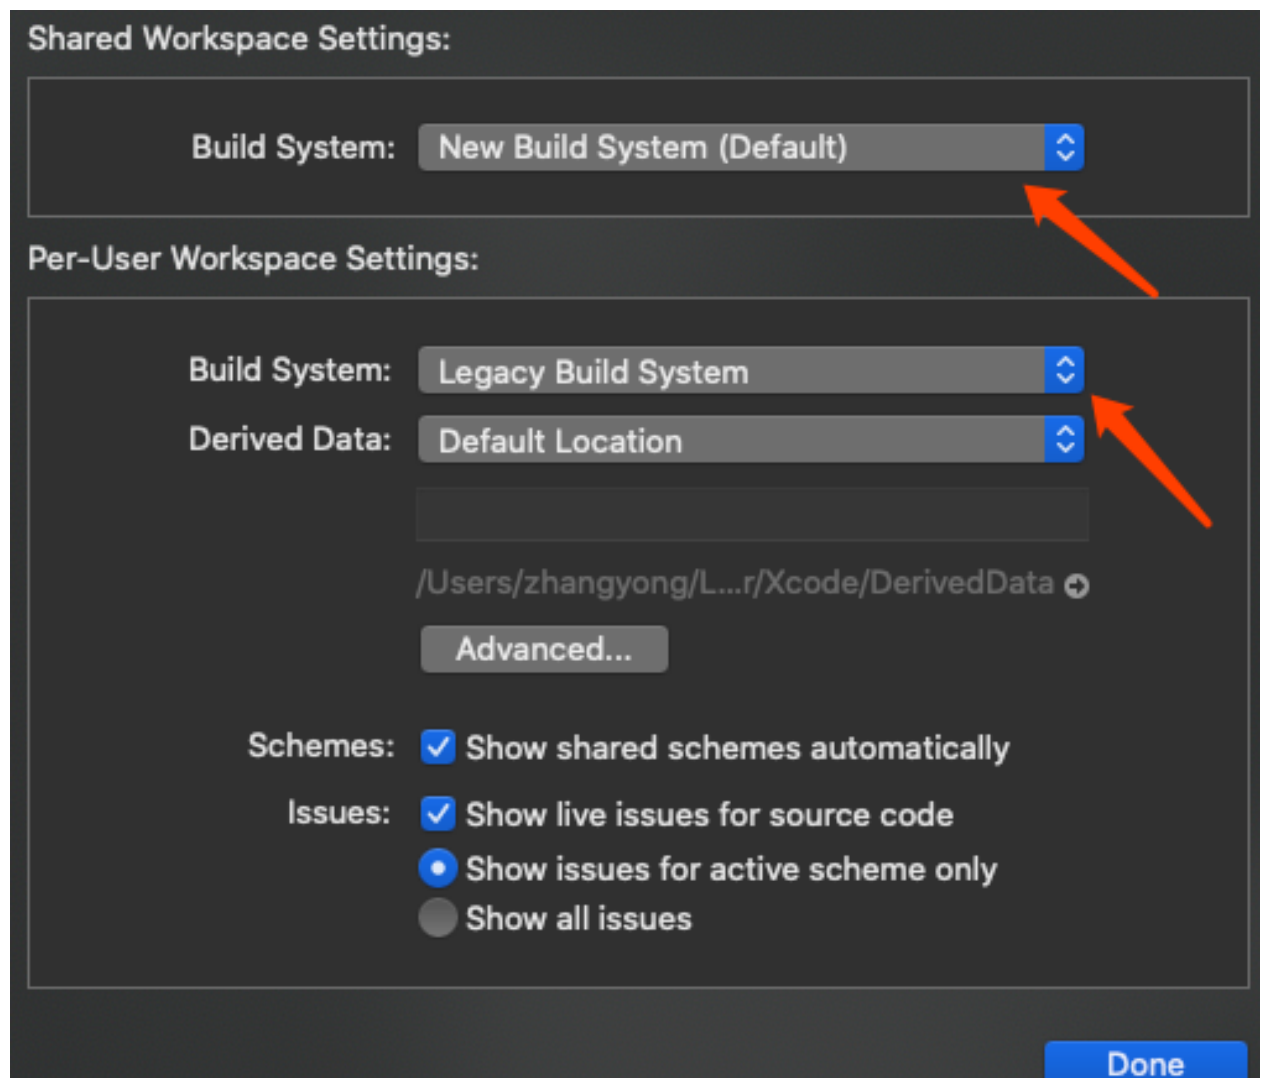 Shared Workspace Settings:
Build System: New Build System (Default)
Per-User Workspace Settings:
Build System: Legacy Build System
Derived Data: Default Location
/Users/zhangyong/L...r/Xcode/DerivedData
Advanced...
Schemes: Show shared schemes automatically
Issues: Show live issues for source code
Show issues for active scheme only
Show all issues
Done